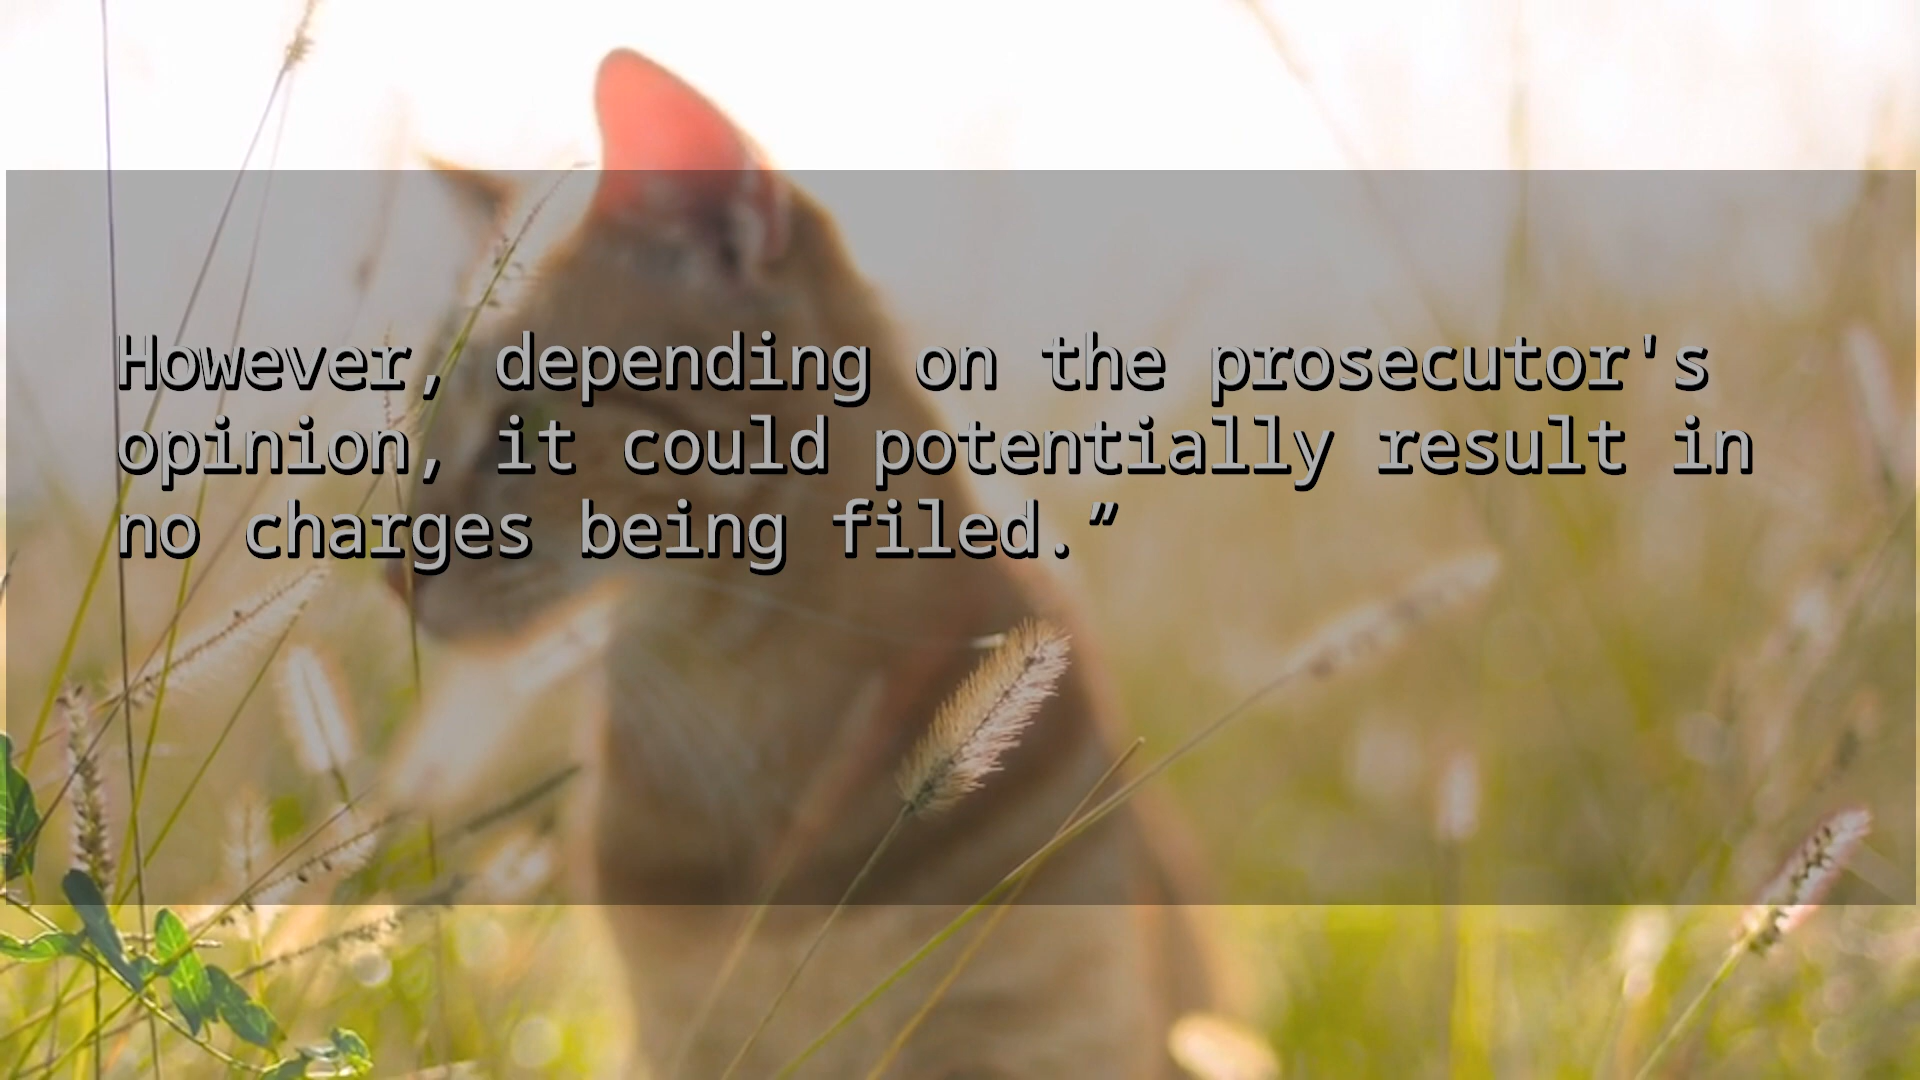 However, depending on the prosecutor's
opinion, it could potentially result in
no charges being filed.”